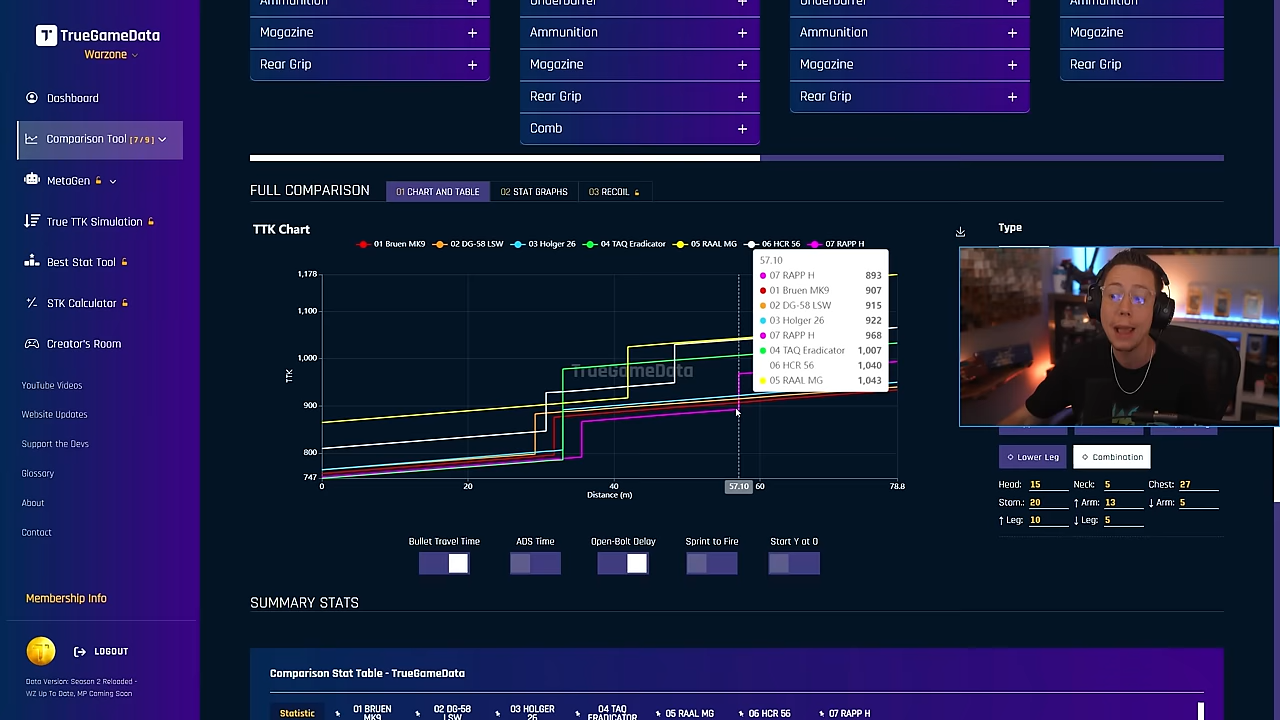 TrueGameData
Warzone
Dashboard
Comparison Tool [7/9]
MetaGen
True TTK Simulation
Best Stat Tool
STK Calculator
Creator's Room
YouTube Videos
Website Updates
Support the Devs
Glossary
About
Contact
Membership Info
LOGOUT
Data Version: Season 2 Reloaded -
WZ Up To Date, MP Coming Soon
Ammunition +
Magazine +
Rear Grip +
Underbarrel +
Ammunition +
Magazine +
Rear Grip +
Comb +
Underbarrel +
Ammunition +
Magazine +
Rear Grip +
Ammunition
Magazine
Rear Grip
FULL COMPARISON
01 CHART AND TABLE
02 STAT GRAPHS
03 RECOIL
TTK Chart
01 Bruen MK9 02 DG-58 LSW 03 Holger 26 04 TAQ Eradicator 05 RAAL MG 06 HCR 56 07 RAPP H
1,178
1,100
1,000
900
800
747
TTK
TrueGameData
0 20 40 57.10 60 78.8
Distance (m)
57.10
07 RAPP H 893
01 Bruen MK9 907
02 DG-58 LSW 915
03 Holger 26 922
07 RAPP H 968
04 TAQ Eradicator 1,007
06 HCR 56 1,040
05 RAAL MG 1,043
Type
Lower Leg
Combination
Head: 15 Neck: 5 Chest: 27
Stom.: 20 ↑ Arm: 13 ↓ Arm: 5
↑ Leg: 10 ↓ Leg: 5
Bullet Travel Time
ADS Time
Open-Bolt Delay
Sprint to Fire
Start Y at 0
SUMMARY STATS
Comparison Stat Table - TrueGameData
Statistic
01 BRUEN
MK9
02 DG-58
LSW
03 HOLGER
26
04 TAQ
ERADICATOR
05 RAAL MG
06 HCR 56
07 RAPP H